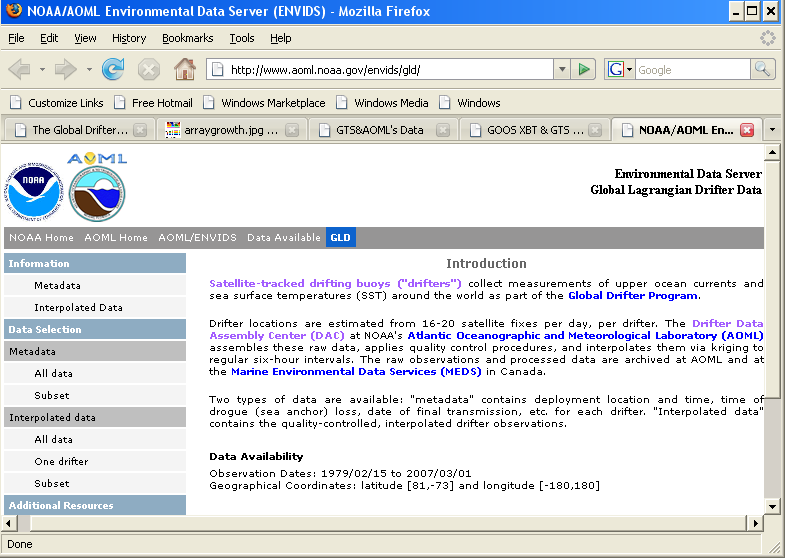 NOAA/AOML Environmental Data Server (ENVIDS) - Mozilla Firefox
File Edit View History Bookmarks Tools Help
http://www.aoml.noaa.gov/envids/gld/ G Google
Customize Links Free Hotmail Windows Marketplace Windows Media Windows
The Global Drifter... arraygrowth.jpg ... GTS&AOML's Data GOOS XBT & GTS ... NOAA/AOML En...
AOML
NOAA
Environmental Data Server
Global Lagrangian Drifter Data
NOAA Home AOML Home AOML/ENVIDS Data Available GLD
Information
Metadata
Interpolated Data
Data Selection
Metadata
All data
Subset
Interpolated data
All data
One drifter
Subset
Additional Resources
Introduction
Satellite-tracked drifting buoys ("drifters") collect measurements of upper ocean currents and
sea surface temperatures (SST) around the world as part of the Global Drifter Program.
Drifter locations are estimated from 16-20 satellite fixes per day, per drifter. The Drifter Data
Assembly Center (DAC) at NOAA's Atlantic Oceanographic and Meteorological Laboratory (AOML)
assembles these raw data, applies quality control procedures, and interpolates them via kriging to
regular six-hour intervals. The raw observations and processed data are archived at AOML and at
the Marine Environmental Data Services (MEDS) in Canada.
Two types of data are available: "metadata" contains deployment location and time, time of
drogue (sea anchor) loss, date of final transmission, etc. for each drifter. "Interpolated data"
contains the quality-controlled, interpolated drifter observations.
Data Availability
Observation Dates: 1979/02/15 to 2007/03/01
Geographical Coordinates: latitude [81,-73] and longitude [-180,180]
Done